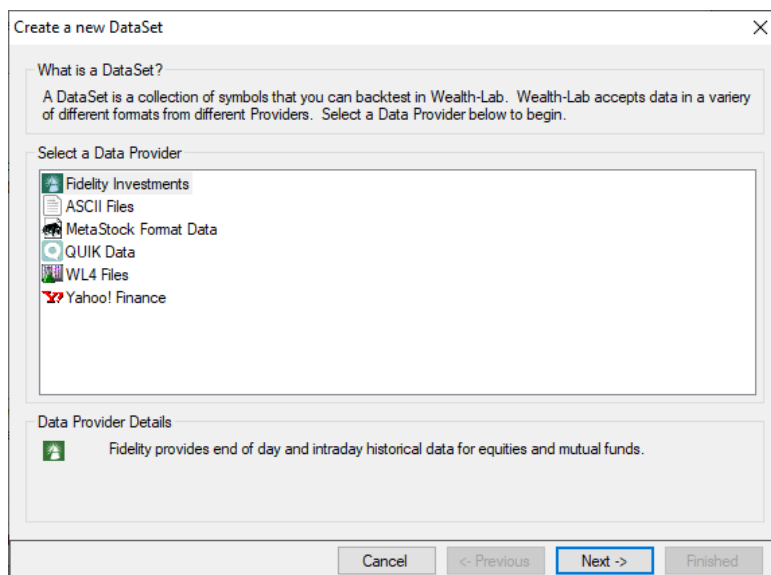 Create a new DataSet
What is a DataSet?
A DataSet is a collection of symbols that you can backtest in Wealth-Lab. Wealth-Lab accepts data in a variery
of different formats from different Providers. Select a Data Provider below to begin.
Select a Data Provider
Fidelity Investments
ASCII Files
MetaStock Format Data
QUIK Data
WL4 Files
Yahoo! Finance
Data Provider Details
Fidelity provides end of day and intraday historical data for equities and mutual funds.
Cancel
<- Previous
Next ->
Finished